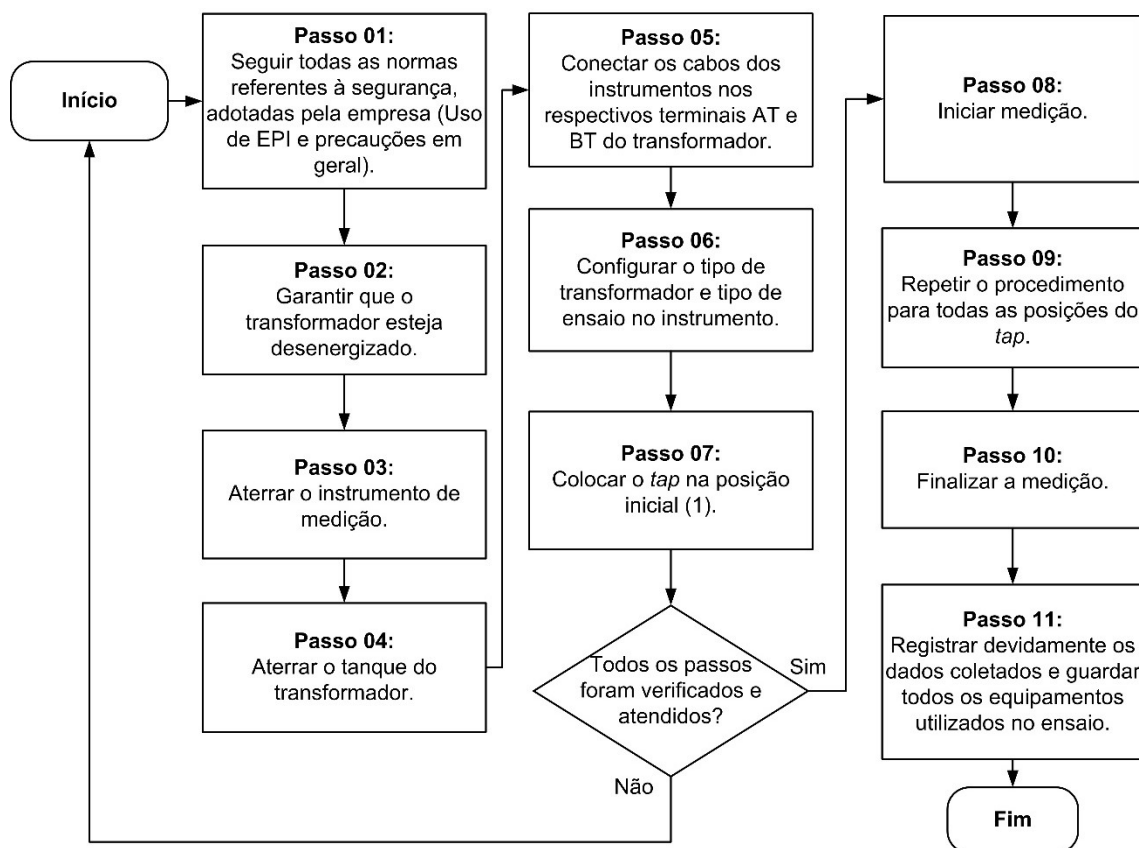 Início
Passo 01:
Seguir todas as normas
referentes à segurança,
adotadas pela empresa (Uso
de EPI e precauções em
geral).
Passo 02:
Garantir que o
transformador esteja
desenergizado.
Passo 03:
Aterrar o instrumento de
medição.
Passo 04:
Aterrar o tanque do
transformador.
Passo 05:
Conectar os cabos dos
instrumentos nos
respectivos terminais AT e
BT do transformador.
Passo 06:
Configurar o tipo de
transformador e tipo de
ensaio no instrumento.
Passo 07:
Colocar o tap na posição
inicial (1).
Todos os passos
foram verificados e
atendidos?
Sim
Não
Passo 08:
Iniciar medição.
Passo 09:
Repetir o procedimento
para todas as posições do
tap.
Passo 10:
Finalizar a medição.
Passo 11:
Registrar devidamente os
dados coletados e guardar
todos os equipamentos
utilizados no ensaio.
Fim